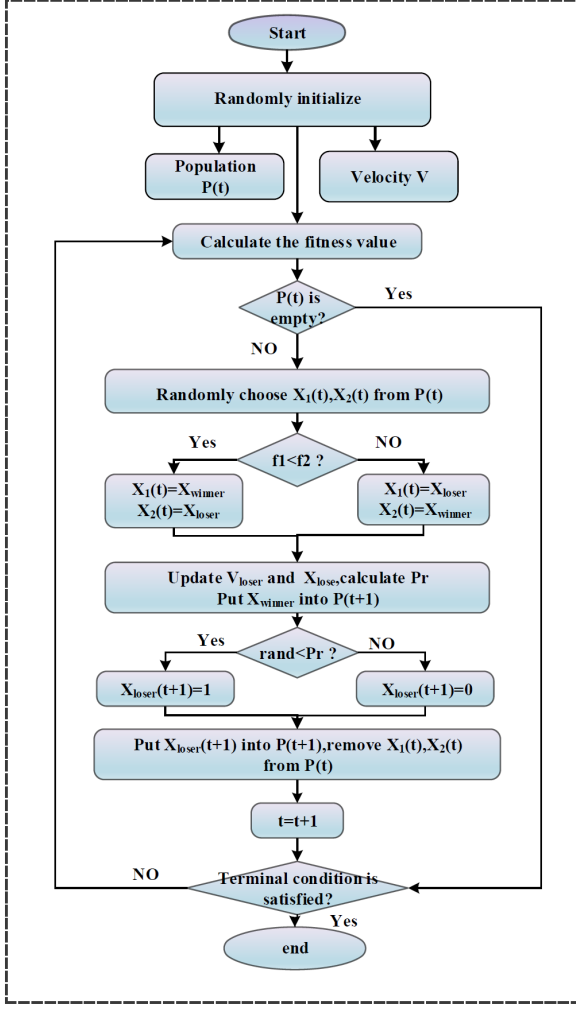 Start
Randomly initialize
Population
P(t)
Velocity V
Calculate the fitness value
P(t) is
empty?
Yes
NO
Randomly choose X₁(t),X₂(t) from P(t)
Yes
f1<f2 ?
NO
X₁(t)=Xwinner
X₂(t)=Xloser
X₁(t)=Xloser
X₂(t)=Xwinner
Update Vloser and Xlose,calculate Pr
Put Xwinner into P(t+1)
Yes
rand<Pr ?
NO
Xloser(t+1)=1
Xloser(t+1)=0
Put Xloser(t+1) into P(t+1),remove X₁(t),X₂(t)
from P(t)
t=t+1
NO
Terminal condition is
satisfied?
Yes
end